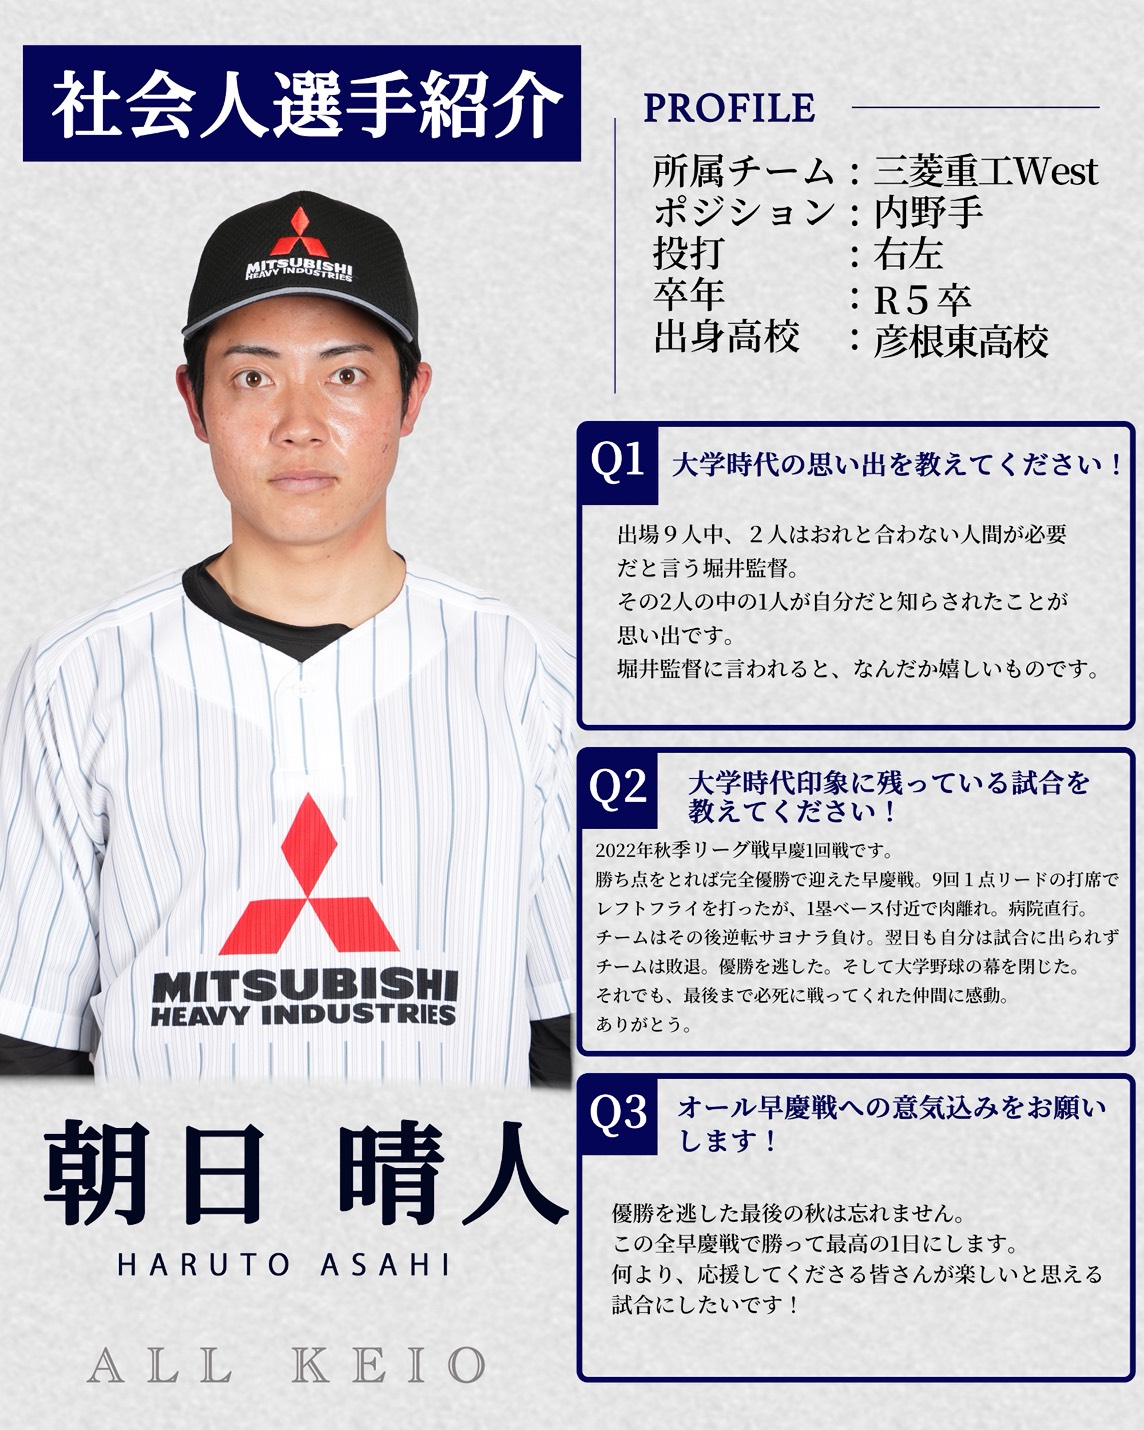 社会人選手紹介
PROFILE
所属チーム：三菱重工West
ポジション：内野手
投打：右左
卒年：R５卒
出身高校：彦根東高校
MITSUBISHI
HEAVY INDUSTRIES
Q1 大学時代の思い出を教えてください！
出場９人中、２人はおれと合わない人間が必要
だと言う堀井監督。
その2人の中の1人が自分だと知らされたことが
思い出です。
堀井監督に言われると、なんだか嬉しいものです。
Q2 大学時代印象に残っている試合を
教えてください！
2022年秋季リーグ戦早慶1回戦です。
勝ち点をとれば完全優勝で迎えた早慶戦。9回１点リードの打席で
レフトフライを打ったが、1塁ベース付近で肉離れ。病院直行。
チームはその後逆転サヨナラ負け。翌日も自分は試合に出られず
チームは敗退。優勝を逃した。そして大学野球の幕を閉じた。
それでも、最後まで必死に戦ってくれた仲間に感動。
ありがとう。
MITSUBISHI
HEAVY INDUSTRIES
Q3 オール早慶戦への意気込みをお願い
します！
優勝を逃した最後の秋は忘れません。
この全早慶戦で勝って最高の1日にします。
何より、応援してくださる皆さんが楽しいと思える
試合にしたいです！
朝日 晴人
HARUTO ASAHI
ALL KEIO